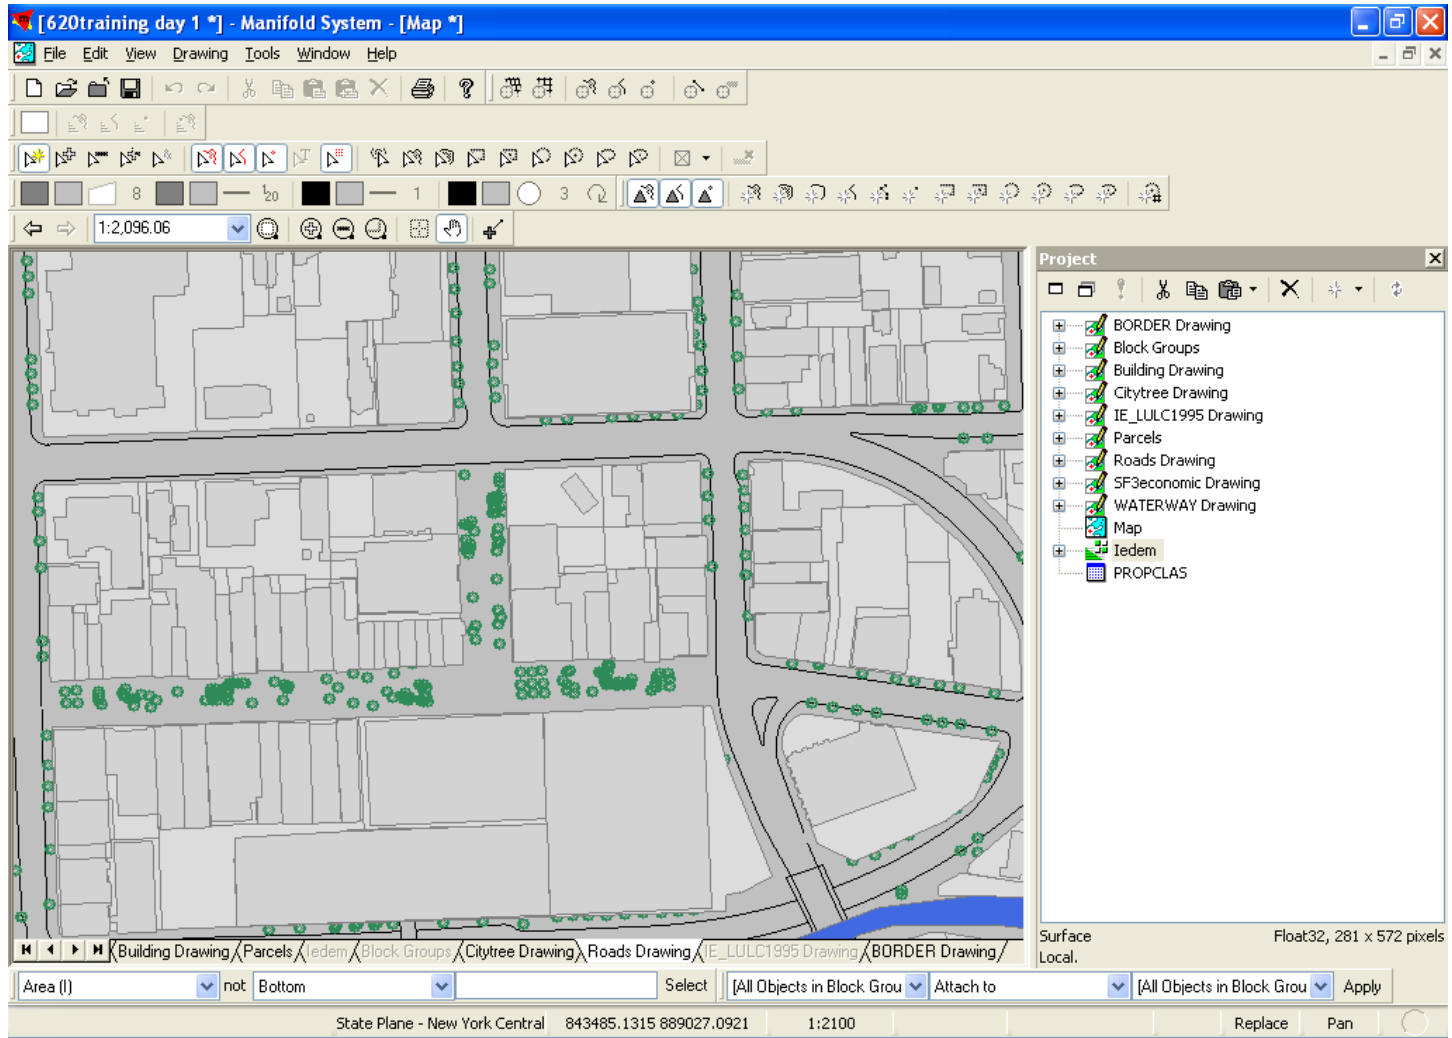 [620training day 1 *] - Manifold System - [Map *]
File Edit View Drawing Tools Window Help
8 1/20 1 3
1:2,096.06
Project
BORDER Drawing
Block Groups
Building Drawing
Citytree Drawing
IE_LULC1995 Drawing
Parcels
Roads Drawing
SF3economic Drawing
WATERWAY Drawing
Map
Iedem
PROPCLAS
Surface Float32, 281 x 572 pixels
Local.
Building Drawing Parcels Iedem Block Groups Citytree Drawing Roads Drawing IE_LULC1995 Drawing BORDER Drawing
Area (I) not Bottom Select [All Objects in Block Grou Attach to [All Objects in Block Grou Apply
State Plane - New York Central 843485.1315 889027.0921 1:2100 Replace Pan